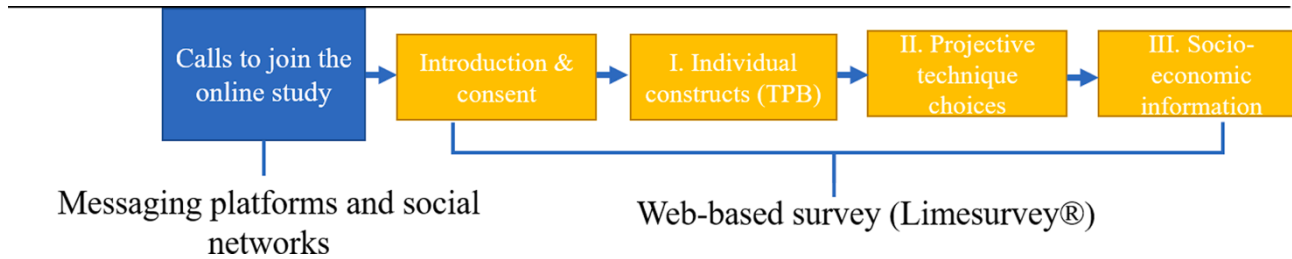 Calls to join the
online study
Introduction &
consent
I. Individual
constructs (TPB)
II. Projective
technique
choices
III. Socio-
economic
information
Messaging platforms and social
networks
Web-based survey (Limesurvey®)